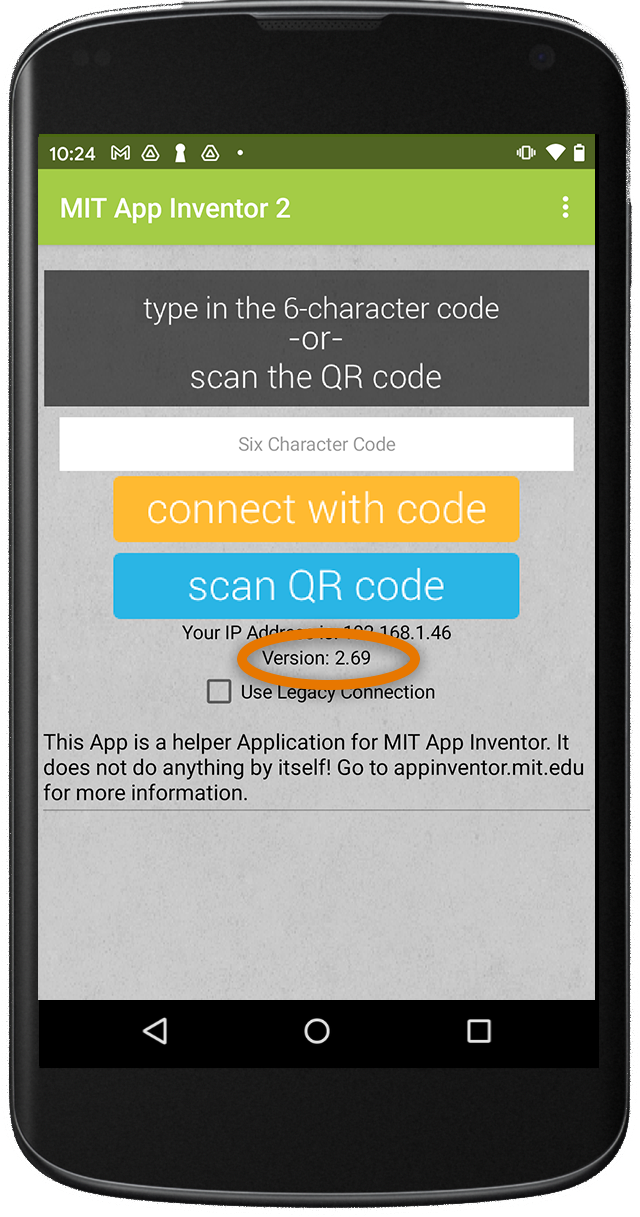 10:24
MIT App Inventor 2
type in the 6-character code
-or-
scan the QR code
Six Character Code
connect with code
scan QR code
Your IP Address is: 192.168.1.46
Version: 2.69
Use Legacy Connection
This App is a helper Application for MIT App Inventor. It
does not do anything by itself! Go to appinventor.mit.edu
for more information.